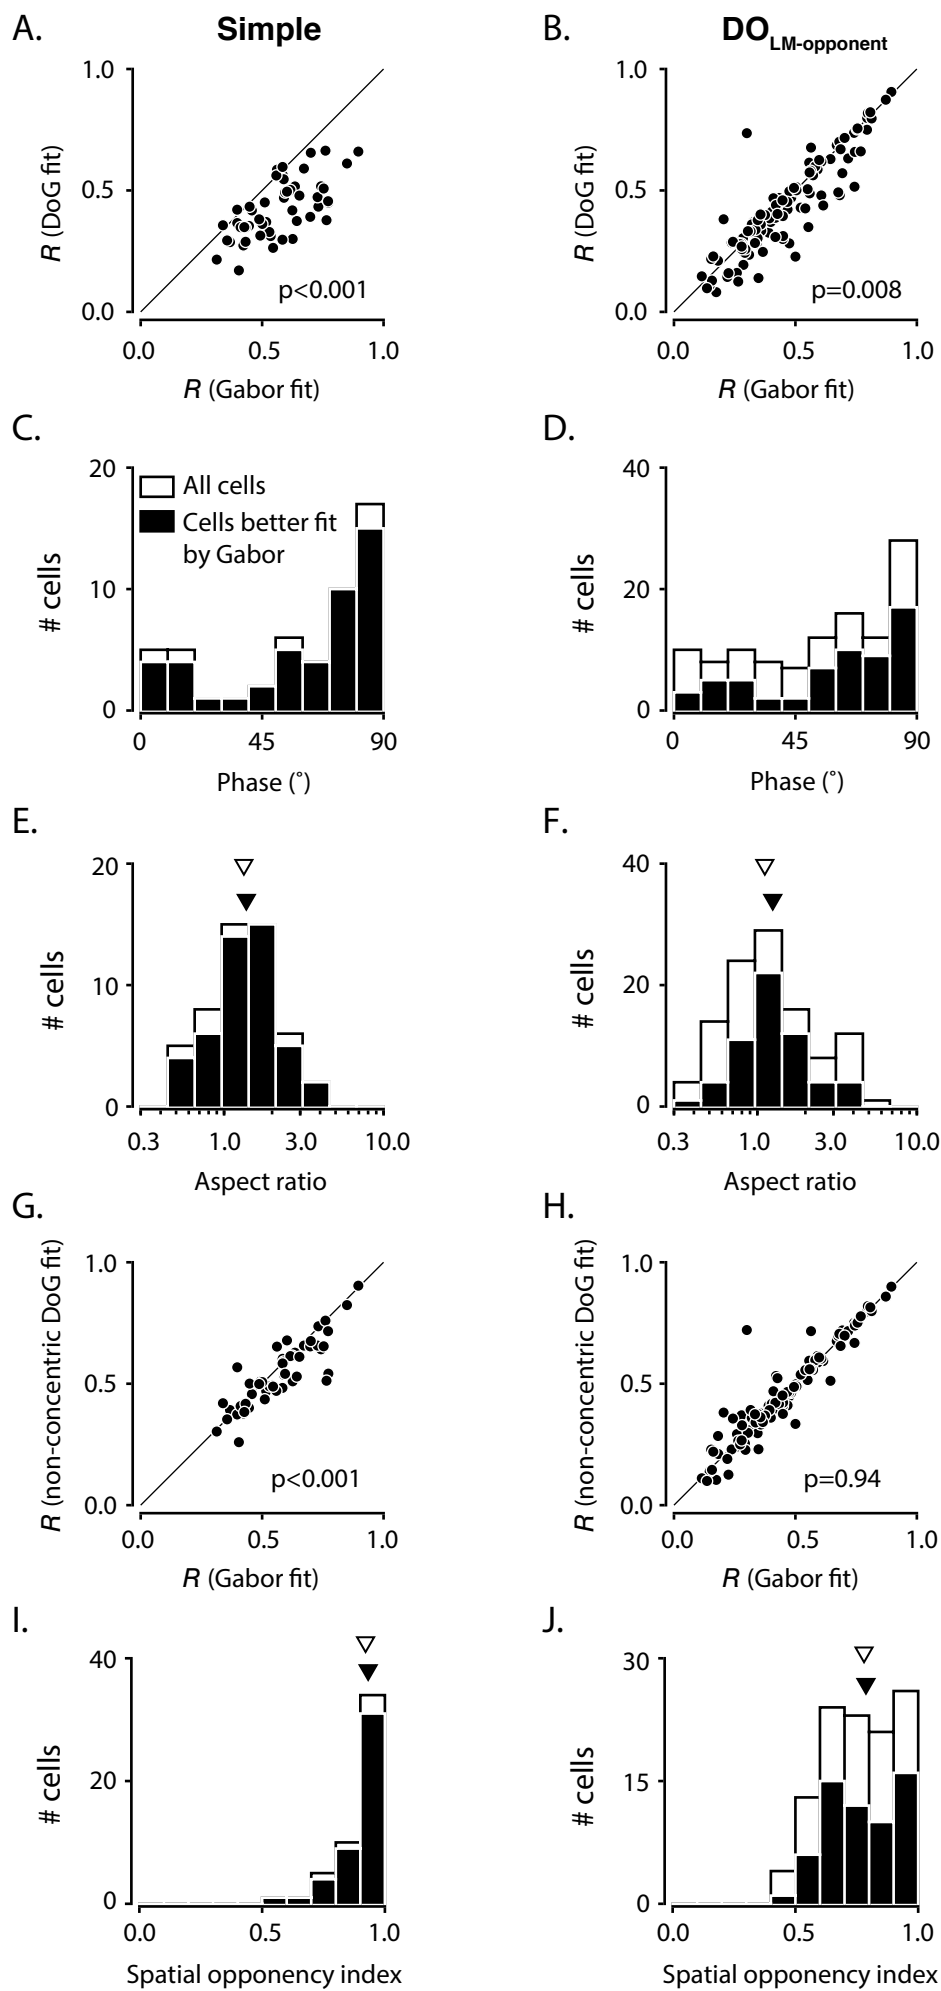 A. Simple B. DO LM-opponent
1.0 1.0
R (DoG fit) R (DoG fit)
0.5 0.5
p<0.001 p=0.008
0.0 0.0
0.0 0.5 1.0 0.0 0.5 1.0
R (Gabor fit) R (Gabor fit)
C. D.
20 40
All cells
Cells better fit
by Gabor
# cells # cells
10 20
0 0
0 45 90 0 45 90
Phase (˚) Phase (˚)
E. F.
20 40
# cells # cells
10 20
0 0
0.3 1.0 3.0 10.0 0.3 1.0 3.0 10.0
Aspect ratio Aspect ratio
G. H.
1.0 1.0
R (non-concentric DoG fit) R (non-concentric DoG fit)
0.5 0.5
p<0.001 p=0.94
0.0 0.0
0.0 0.5 1.0 0.0 0.5 1.0
R (Gabor fit) R (Gabor fit)
I. J.
40 30
# cells # cells
20 15
0 0
0.0 0.5 1.0 0.0 0.5 1.0
Spatial opponency index Spatial opponency index